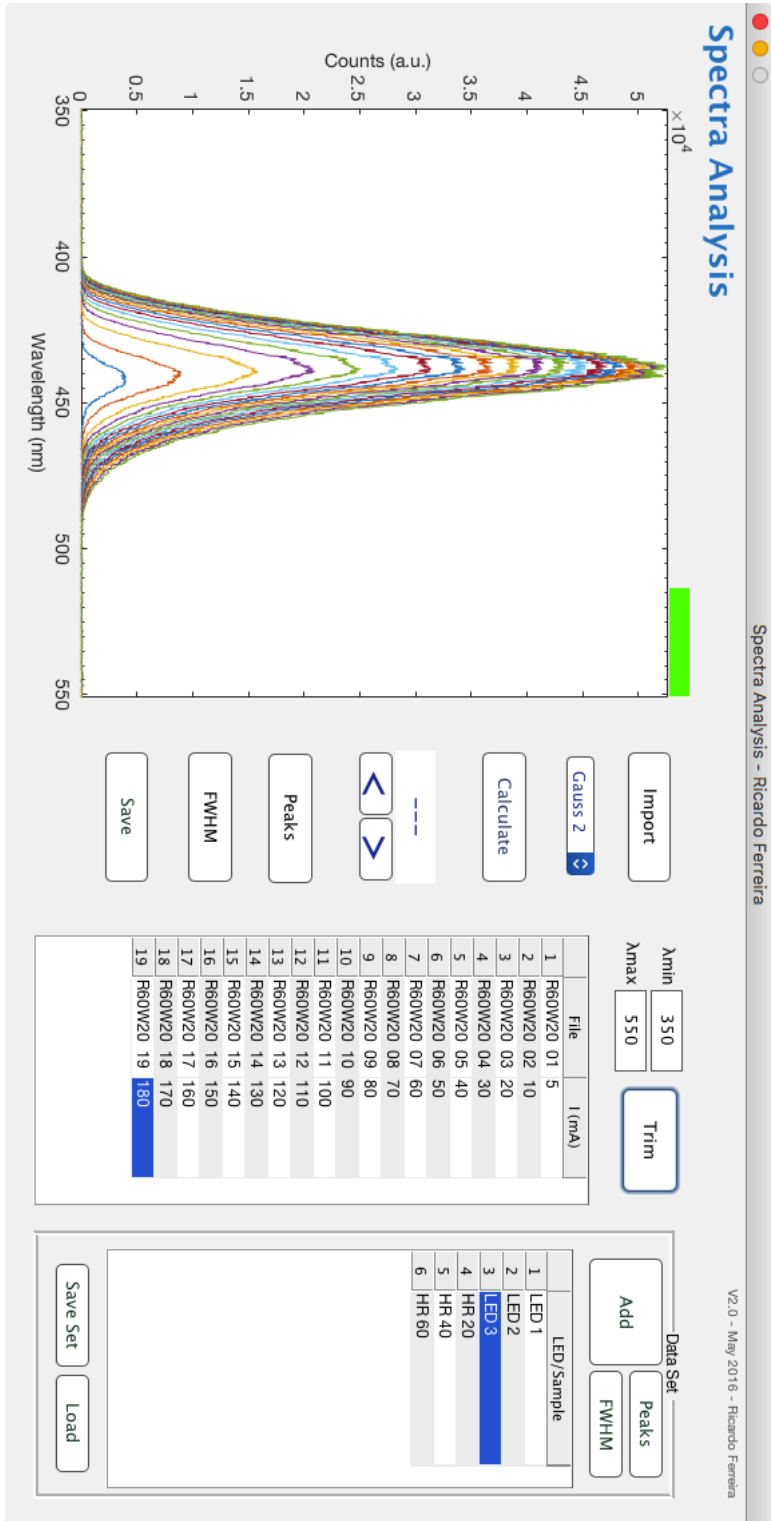 Spectra Analysis - Ricardo Ferreira
Spectra Analysis
V2.0 - May 2016 - Ricardo Ferreira
×10⁴
5
4.5
4
3.5
3
2.5
2
1.5
1
0.5
0
Counts (a.u.)
350
400
450
500
550
Wavelength (nm)
Import
Gauss 2
Calculate
---
<
>
Peaks
FWHM
Save
λmin 350
λmax 550
Trim
File I (mA)
1 R60W20 01 5
2 R60W20 02 10
3 R60W20 03 20
4 R60W20 04 30
5 R60W20 05 40
6 R60W20 06 50
7 R60W20 07 60
8 R60W20 08 70
9 R60W20 09 80
10 R60W20 10 90
11 R60W20 11 100
12 R60W20 12 110
13 R60W20 13 120
14 R60W20 14 130
15 R60W20 15 140
16 R60W20 16 150
17 R60W20 17 160
18 R60W20 18 170
19 R60W20 19 180
Data Set
Add
Peaks
FWHM
LED/Sample
1 LED 1
2 LED 2
3 LED 3
4 HR 20
5 HR 40
6 HR 60
Save Set
Load